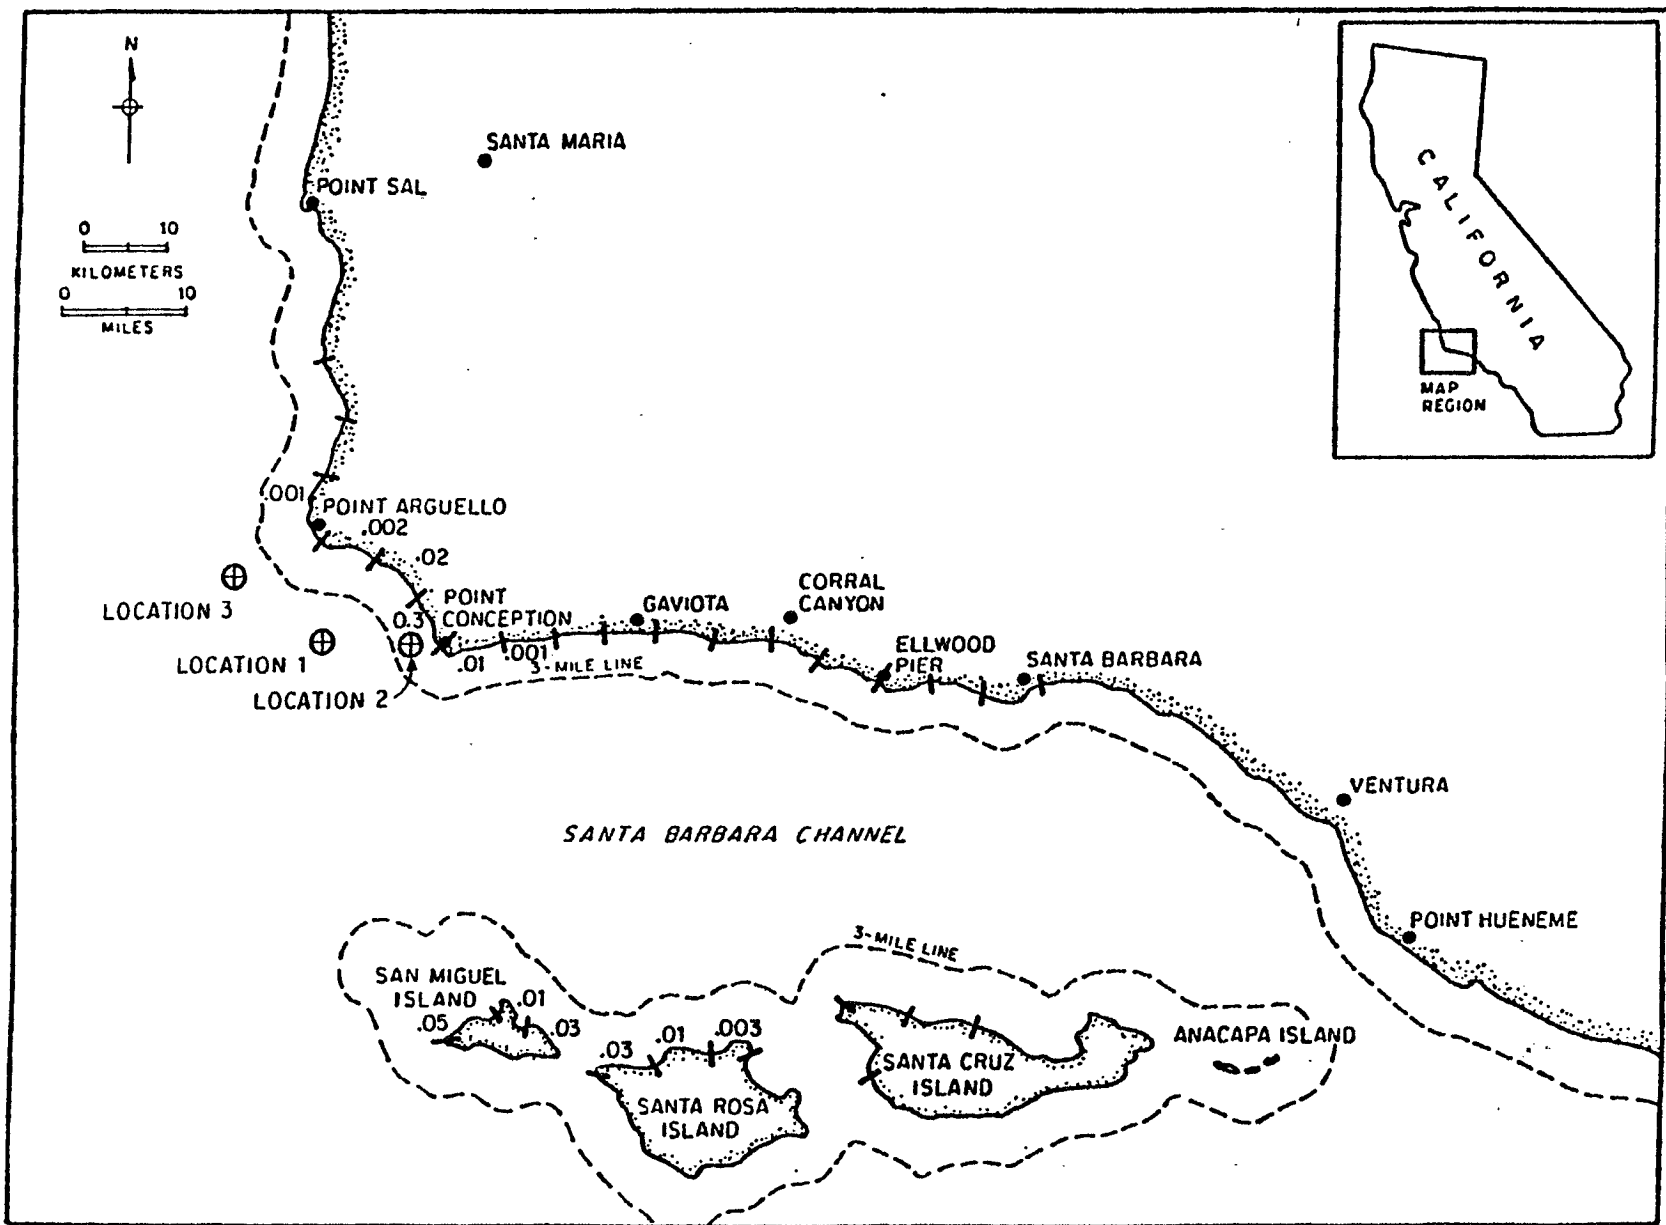 N
SANTA MARIA
POINT SAL
0 10
KILOMETERS
0 10
MILES
CALIFORNIA
MAP
REGION
.001
POINT ARGUELLO
.002
.02
LOCATION 3
0.3
POINT
CONCEPTION
GAVIOTA
CORRAL
CANYON
LOCATION 1
.01
.001
3-MILE LINE
LOCATION 2
ELLWOOD
PIER
SANTA BARBARA
VENTURA
SANTA BARBARA CHANNEL
POINT HUENEME
3-MILE LINE
SAN MIGUEL
ISLAND
.05
.01
.03
.03
.01
.003
SANTA ROSA
ISLAND
SANTA CRUZ
ISLAND
ANACAPA ISLAND